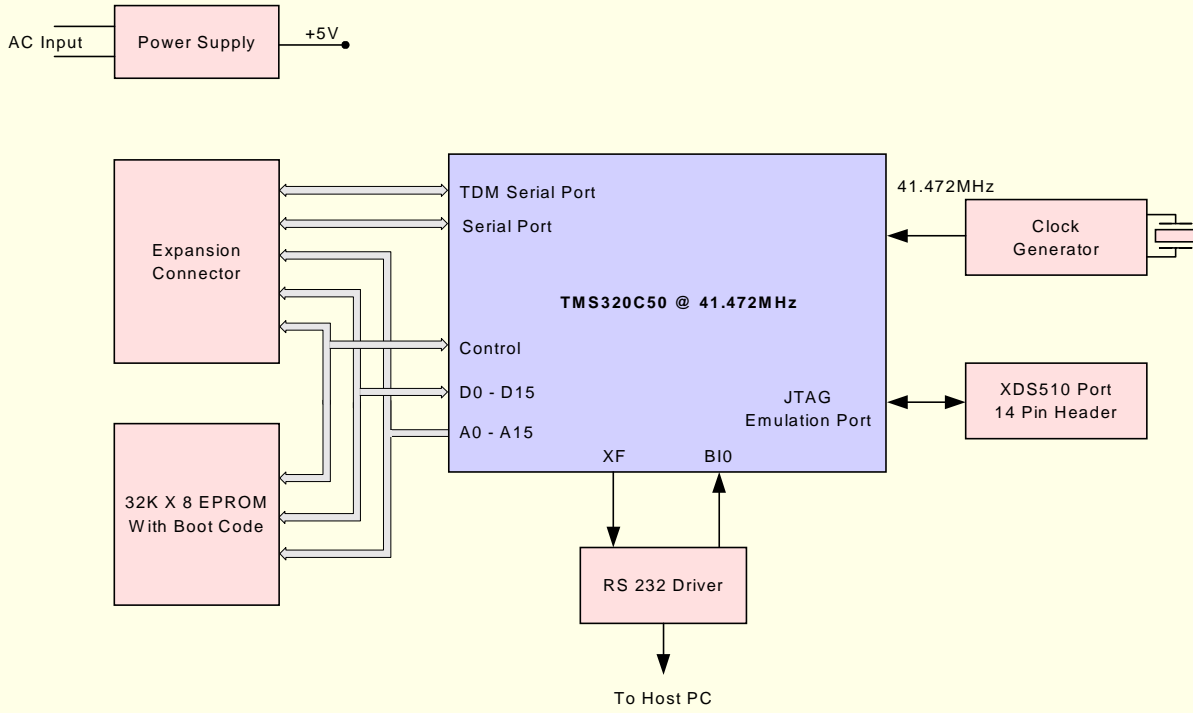 AC Input
Power Supply
+5V
TDM Serial Port
Serial Port
Expansion
Connector
TMS320C50 @ 41.472MHz
Control
D0 - D15
A0 - A15
JTAG
Emulation Port
XF
BI0
41.472MHz
Clock
Generator
XDS510 Port
14 Pin Header
32K X 8 EPROM
With Boot Code
RS 232 Driver
To Host PC